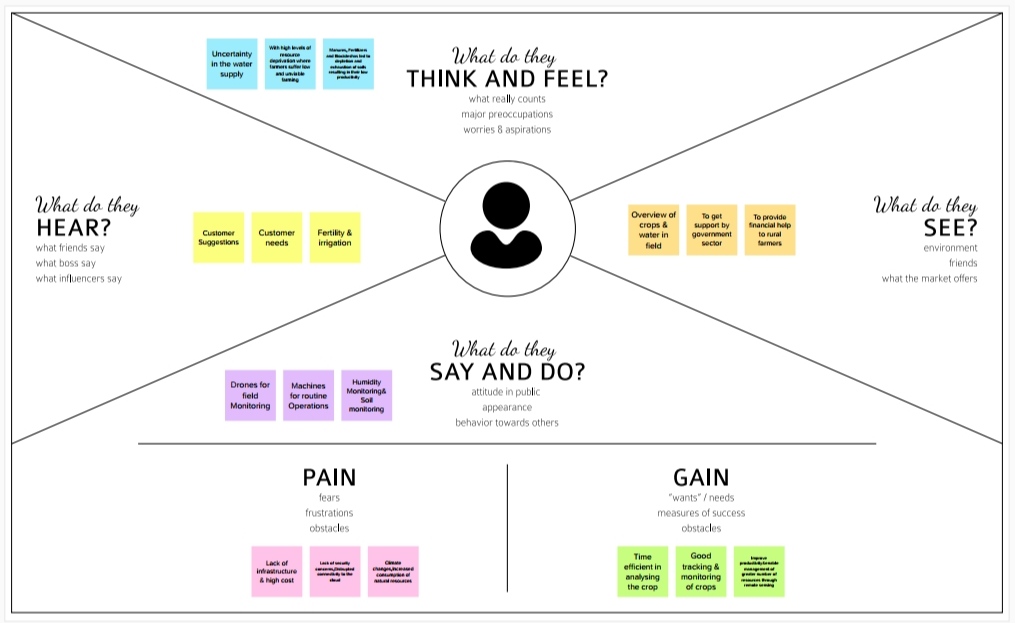 Uncertainty
in the water
supply
With high levels of
resource
deprivation where
farmers suffer low
and unviable
farming
Manures, Fertilizers
and Biocides
depletion and
exhaustion of soils
resulting in their low
productivity
What do they
THINK AND FEEL?
what really counts
major preoccupations
worries & aspirations
What do they
HEAR?
what friends say
what boss say
what influencers say
Customer
Suggestions
Customer
needs
Fertility &
irrigation
Overview of
crops &
water in
field
To get
support by
government
sector
To provide
financial help
to rural
farmers
What do they
SEE?
environment
friends
what the market offers
What do they
SAY AND DO?
attitude in public
appearance
behavior towards others
Drones for
field
Monitoring
Machines
for routine
Operations
Humidity
Monitoring&
Soil
monitoring
PAIN
fears
frustrations
obstacles
Lack of
infrastructure
& high cost
Lack of security
concerns,Disrupted
connectivity to the
cloud
Climate
changes,Increased
consumption of
natural resources
GAIN
"wants" / needs
measures of success
obstacles
Time
efficient in
analysing
the crop
Good
tracking &
monitoring
of crops
Improve
productivity,
management of
greater number of
resources through
remote sensing